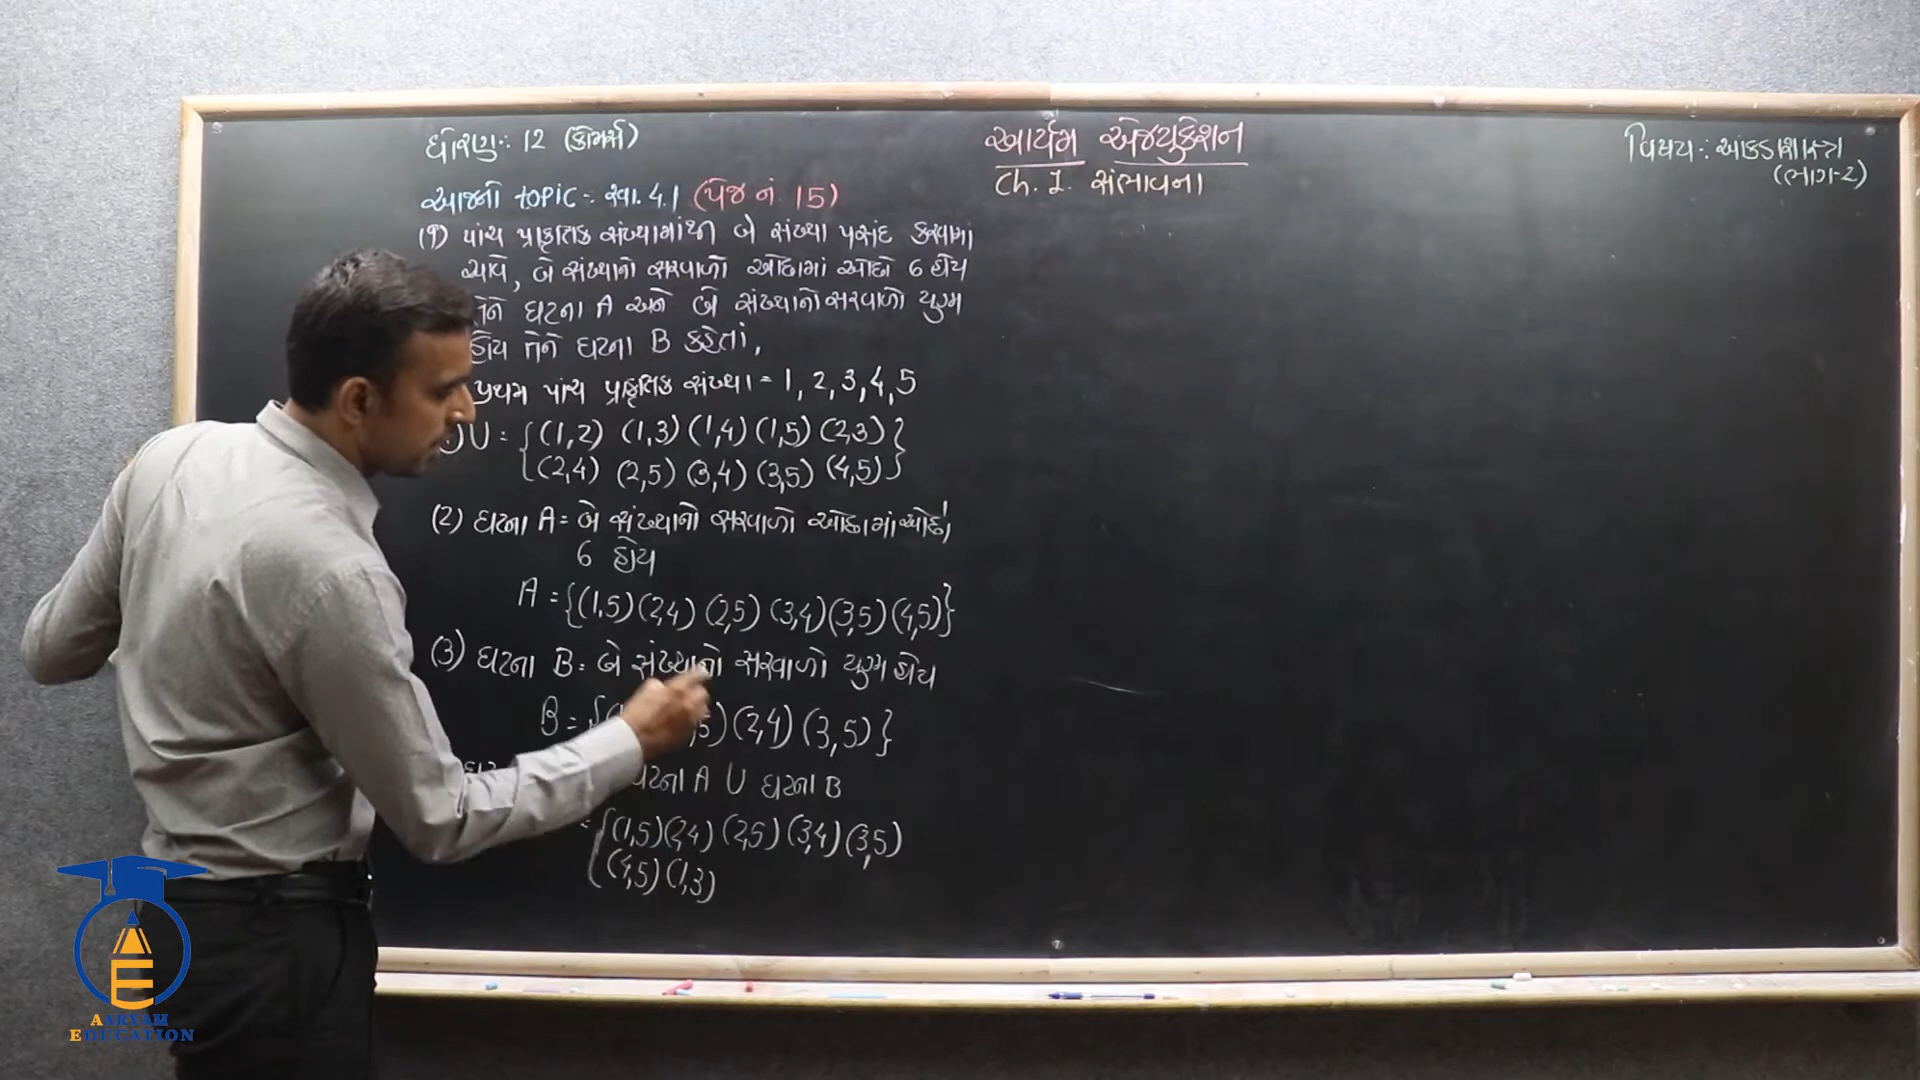 ધોરણ:- 12 (કોમર્સ)
આર્યમ એજ્યુકેશન
Ch. 1. સંભાવના
વિષય:- આંકડાશાસ્ત્ર
(ભાગ-2)
આજનો topic:- સ્વા. 4.1 (પેજ નં. 15)
(૧) પાંચ પ્રાકૃતિક સંખ્યામાંથી બે સંખ્યા પસંદ કરવામાં
આવે, બે સંખ્યાનો સરવાળો ઓછામાં ઓછો 6 હોય
તેને ઘટના A અને બે સંખ્યાનો સરવાળો યુગ્મ
હોય તેને ઘટના B કહેતાં,
પ્રથમ પાંચ પ્રાકૃતિક સંખ્યા = 1, 2, 3, 4, 5
) U = {(1,2) (1,3) (1,4) (1,5) (2,3)
(2,4) (2,5) (3,4) (3,5) (4,5)}
(2) ઘટના A = બે સંખ્યાનો સરવાળો ઓછામાં ઓછો
6 હોય
A = {(1,5) (2,4) (2,5) (3,4) (3,5) (4,5)}
(3) ઘટના B = બે સંખ્યાનો સરવાળો યુગ્મ હોય
B = {( ,5) (2,4) (3,5)}
ઘટના A U ઘટના B
= {(1,5) (2,4) (2,5) (3,4) (3,5)
(4,5) (1,3)
AARYAM
EDUCATION